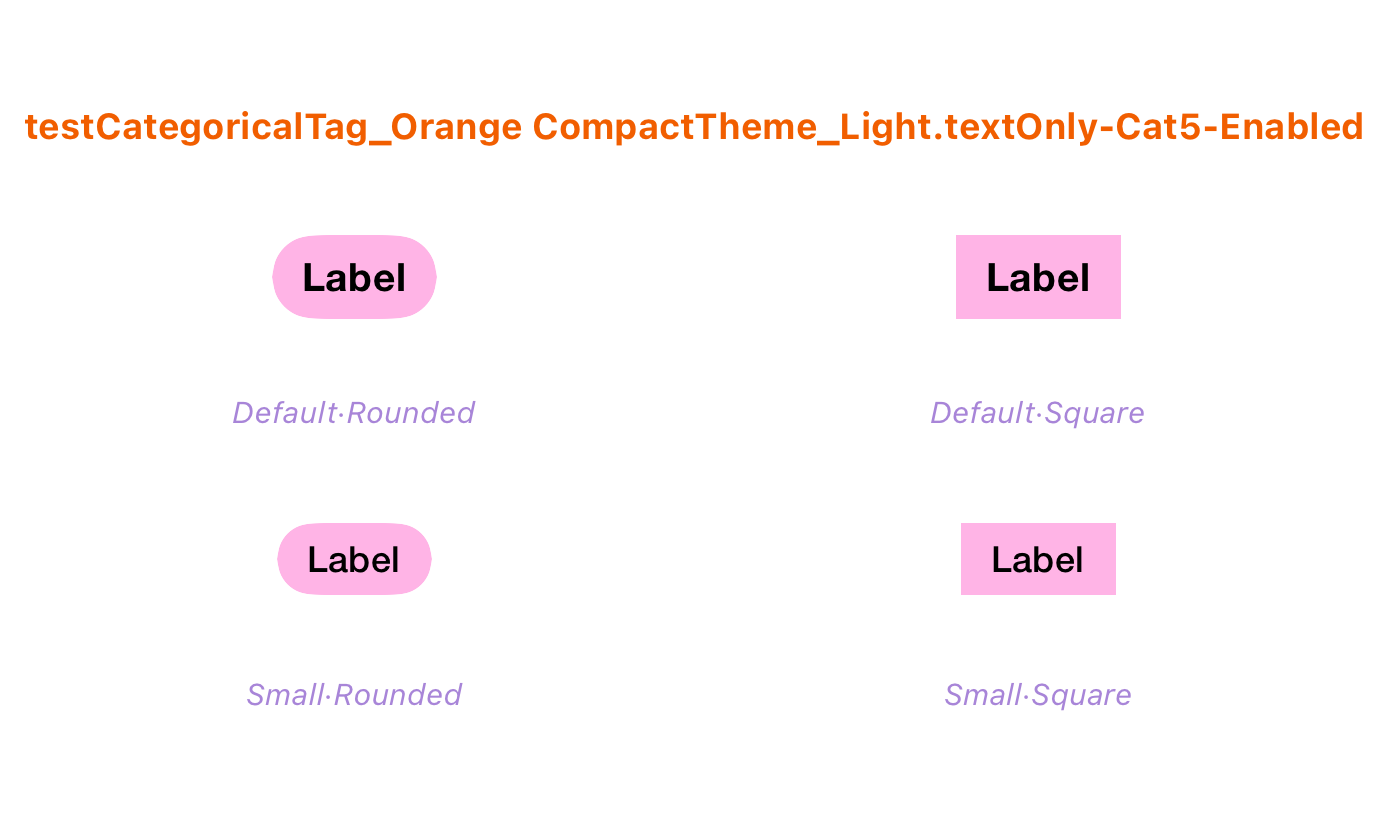 testCategoricalTag_Orange CompactTheme_Light.textOnly-Cat5-Enabled
Label
Label
Default·Rounded
Default·Square
Label
Label
Small·Rounded
Small·Square